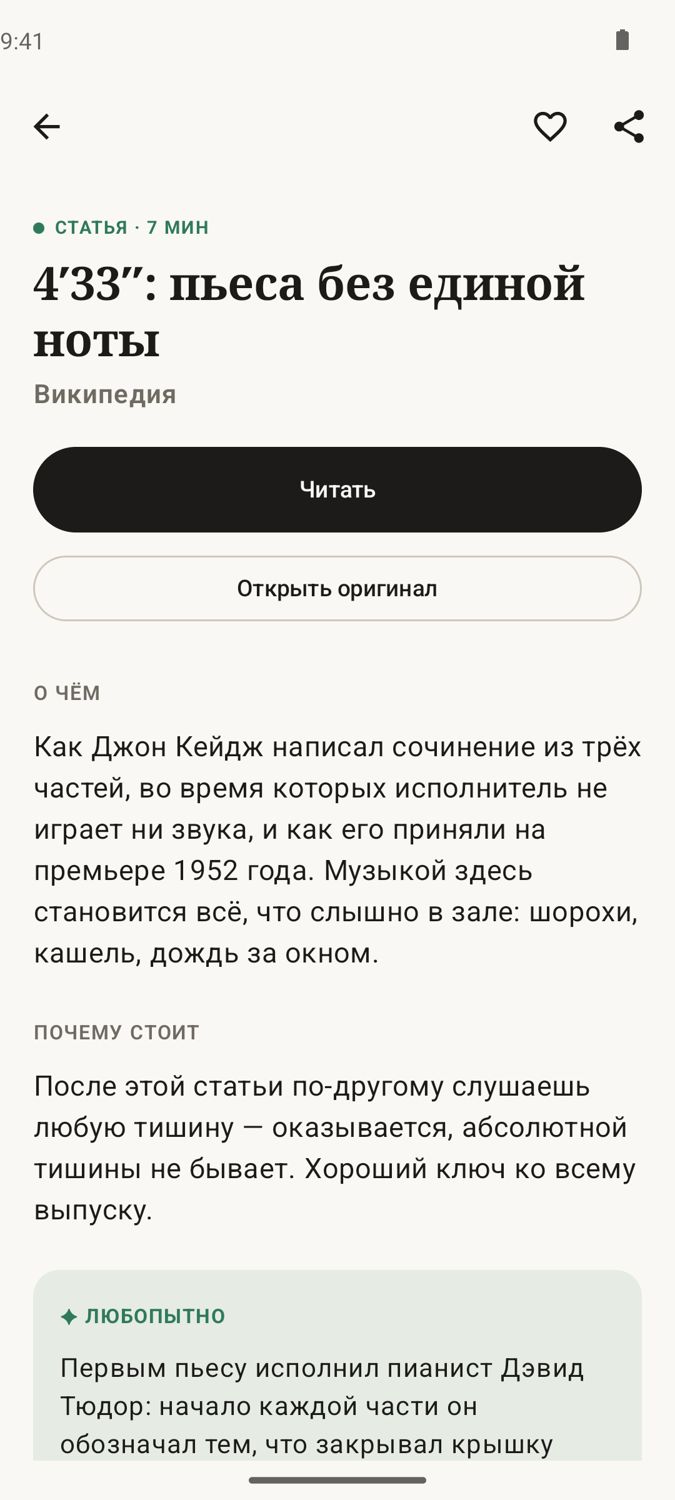 9:41
СТАТЬЯ · 7 МИН
4′33″: пьеса без единой
ноты
Википедия
Читать
Открыть оригинал
О ЧЁМ
Как Джон Кейдж написал сочинение из трёх
частей, во время которых исполнитель не
играет ни звука, и как его приняли на
премьере 1952 года. Музыкой здесь
становится всё, что слышно в зале: шорохи,
кашель, дождь за окном.
ПОЧЕМУ СТОИТ
После этой статьи по-другому слушаешь
любую тишину — оказывается, абсолютной
тишины не бывает. Хороший ключ ко всему
выпуску.
ЛЮБОПЫТНО
Первым пьесу исполнил пианист Дэвид
Тюдор: начало каждой части он
обозначал тем, что закрывал крышку